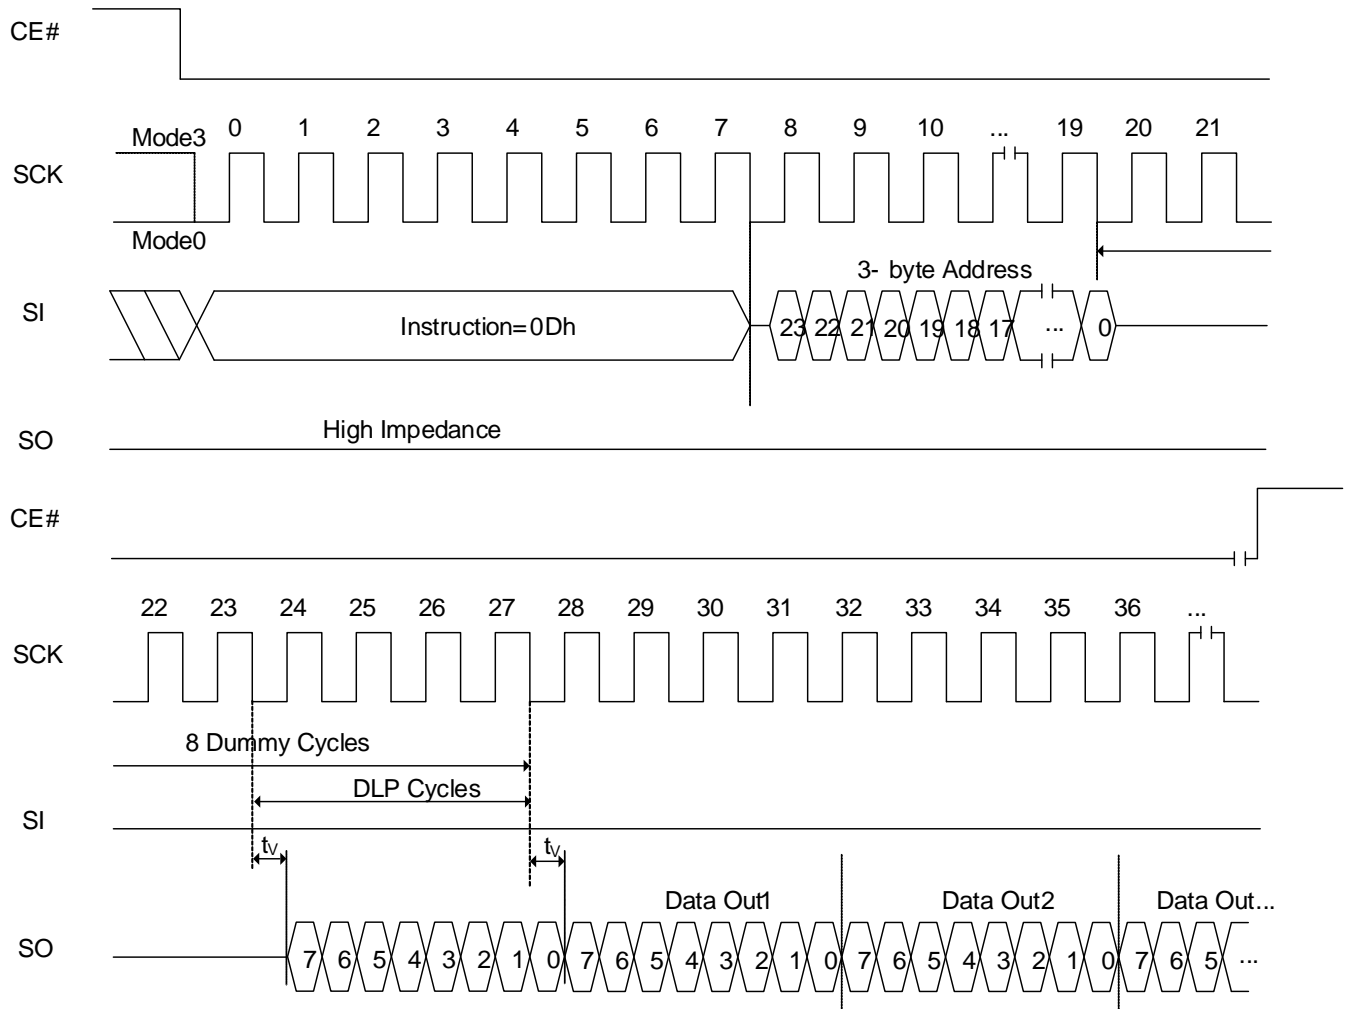 CE#
0 1 2 3 4 5 6 7 8 9 10 ... 19 20 21
Mode3
SCK
Mode0
3- byte Address
SI
Instruction=0Dh
23 22 21 20 19 18 17 ... 0
High Impedance
SO
CE#
22 23 24 25 26 27 28 29 30 31 32 33 34 35 36 ...
SCK
8 Dummy Cycles
DLP Cycles
SI
tV tV
Data Out1 Data Out2 Data Out...
SO
7 6 5 4 3 2 1 0 7 6 5 4 3 2 1 0 7 6 5 4 3 2 1 0 7 6 5 ...